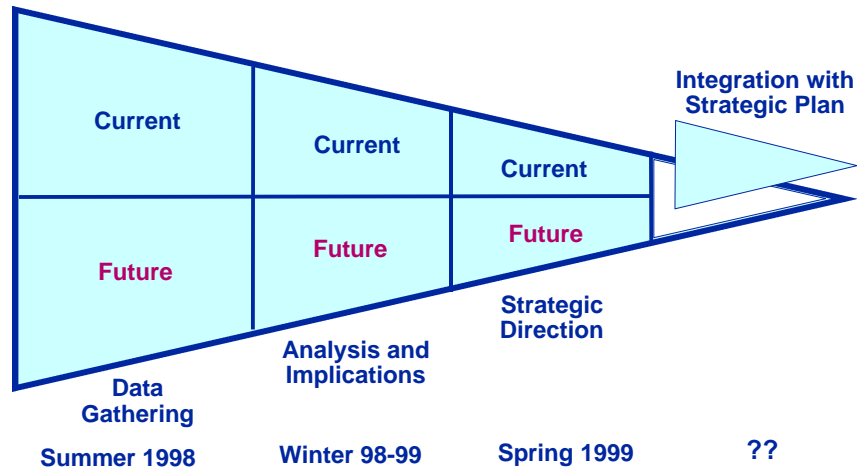 Integration with
Strategic Plan
Current
Current
Current
Future
Future
Future
Strategic
Direction
Analysis and
Implications
Data
Gathering
Summer 1998
Winter 98-99
Spring 1999
??